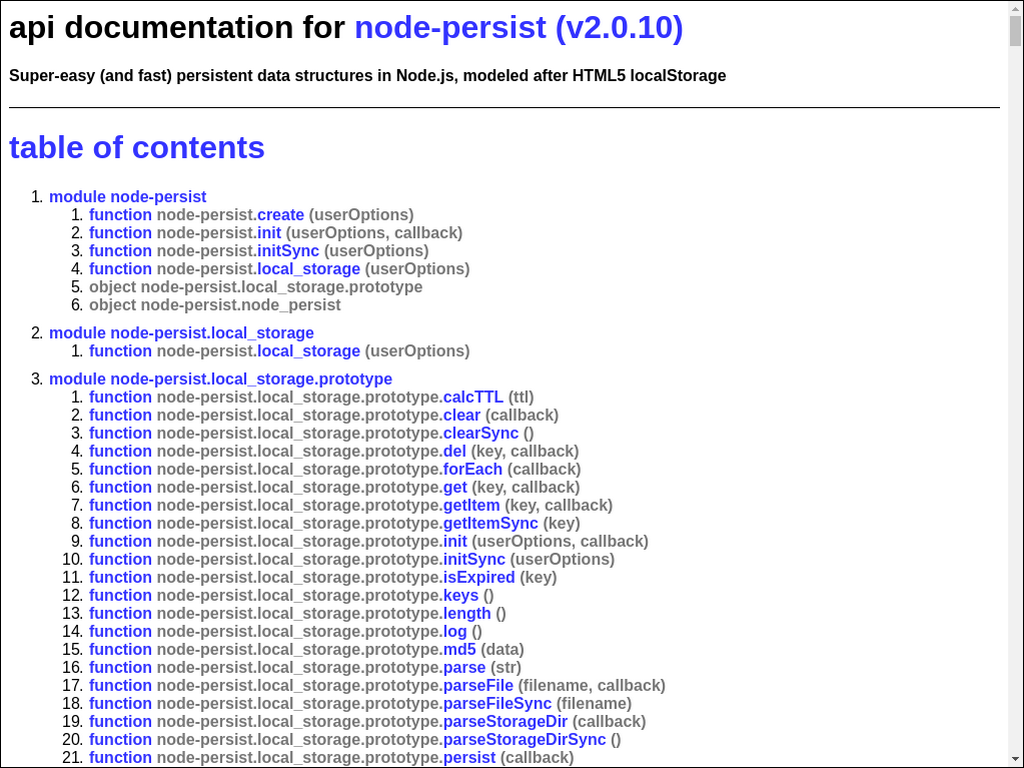 api documentation for node-persist (v2.0.10)
Super-easy (and fast) persistent data structures in Node.js, modeled after HTML5 localStorage
table of contents
1. module node-persist
1. function node-persist.create (userOptions)
2. function node-persist.init (userOptions, callback)
3. function node-persist.initSync (userOptions)
4. function node-persist.local_storage (userOptions)
5. object node-persist.local_storage.prototype
6. object node-persist.node_persist
2. module node-persist.local_storage
1. function node-persist.local_storage (userOptions)
3. module node-persist.local_storage.prototype
1. function node-persist.local_storage.prototype.calcTTL (ttl)
2. function node-persist.local_storage.prototype.clear (callback)
3. function node-persist.local_storage.prototype.clearSync ()
4. function node-persist.local_storage.prototype.del (key, callback)
5. function node-persist.local_storage.prototype.forEach (callback)
6. function node-persist.local_storage.prototype.get (key, callback)
7. function node-persist.local_storage.prototype.getItem (key, callback)
8. function node-persist.local_storage.prototype.getItemSync (key)
9. function node-persist.local_storage.prototype.init (userOptions, callback)
10. function node-persist.local_storage.prototype.initSync (userOptions)
11. function node-persist.local_storage.prototype.isExpired (key)
12. function node-persist.local_storage.prototype.keys ()
13. function node-persist.local_storage.prototype.length ()
14. function node-persist.local_storage.prototype.log ()
15. function node-persist.local_storage.prototype.md5 (data)
16. function node-persist.local_storage.prototype.parse (str)
17. function node-persist.local_storage.prototype.parseFile (filename, callback)
18. function node-persist.local_storage.prototype.parseFileSync (filename)
19. function node-persist.local_storage.prototype.parseStorageDir (callback)
20. function node-persist.local_storage.prototype.parseStorageDirSync ()
21. function node-persist.local_storage.prototype.persist (callback)